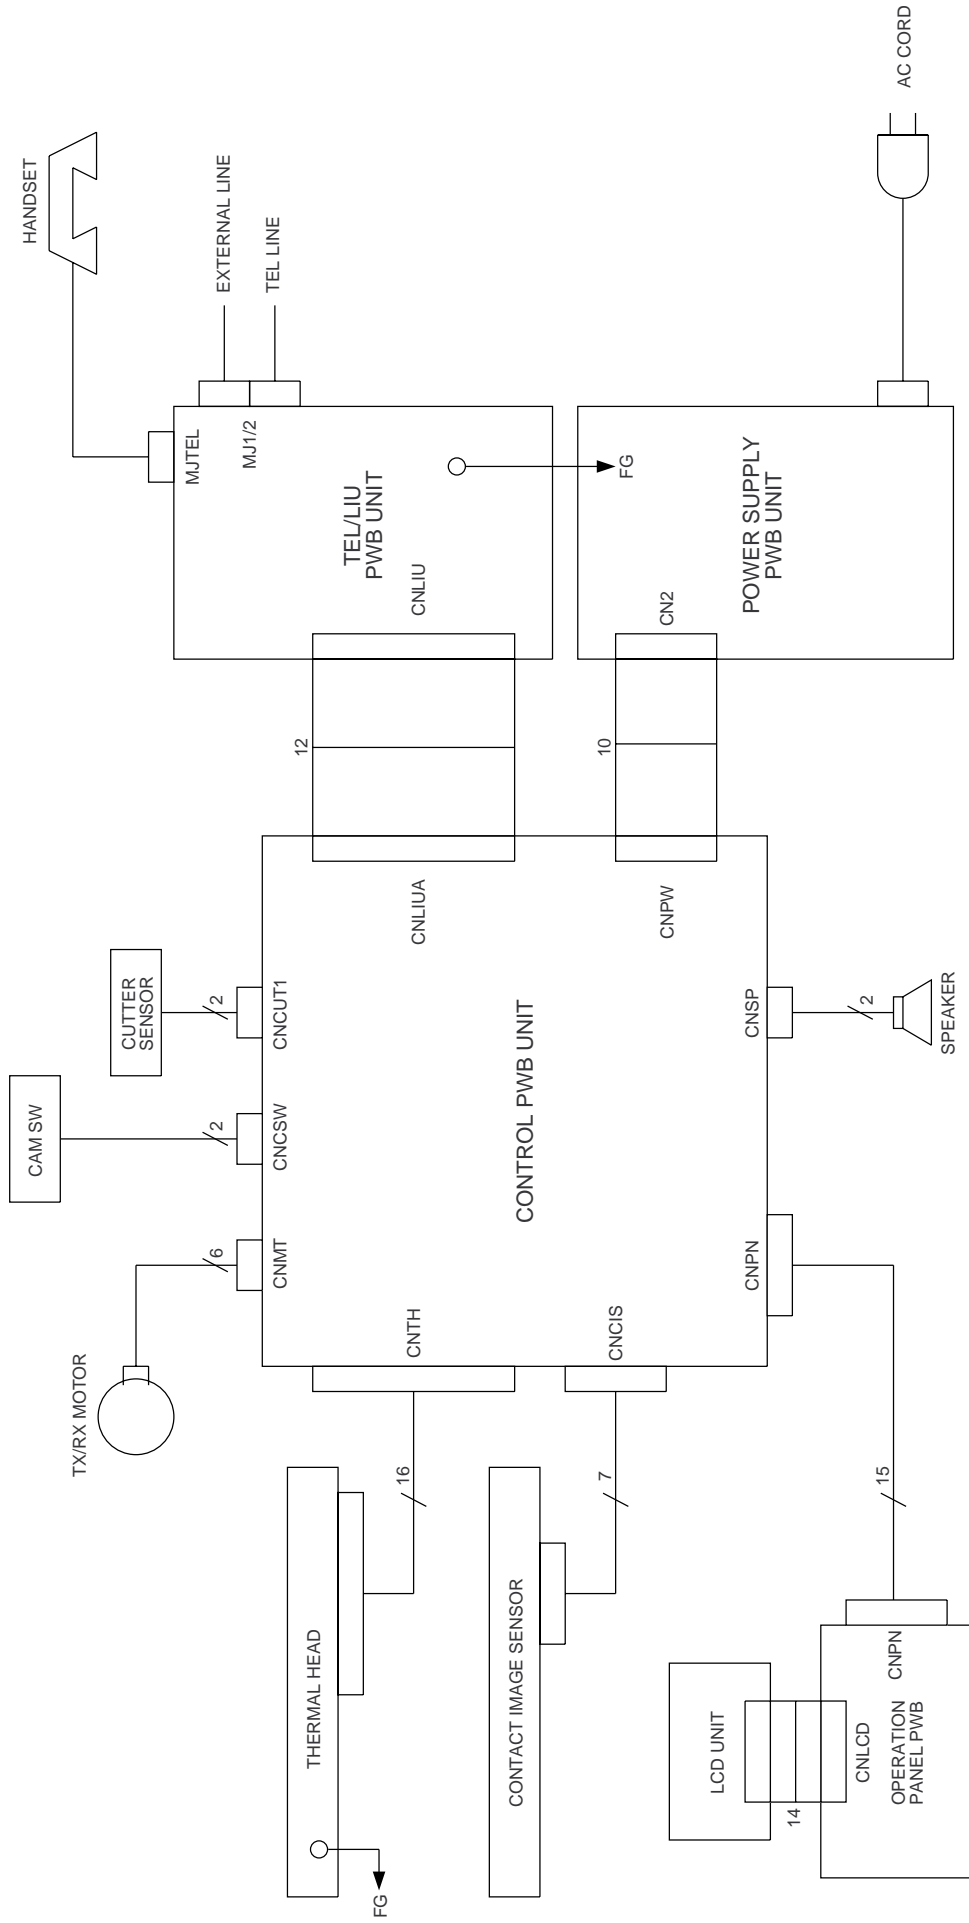 THERMAL HEAD
FG
16
CNTH
TX/RX MOTOR
6
CNMT
CAM SW
2
CNCSW
CUTTER
SENSOR
2
CNCUT1
CNLIUA
12
CNLIU
TEL/LIU
PWB UNIT
MJTEL
MJ1/2
HANDSET
EXTERNAL LINE
TEL LINE
FG
CONTACT IMAGE SENSOR
7
CNCIS
CONTROL PWB UNIT
CNPW
10
CN2
POWER SUPPLY
PWB UNIT
AC CORD
LCD UNIT
14
CNLCD
OPERATION
PANEL PWB
CNPN
15
CNPN
CNSP
2
SPEAKER